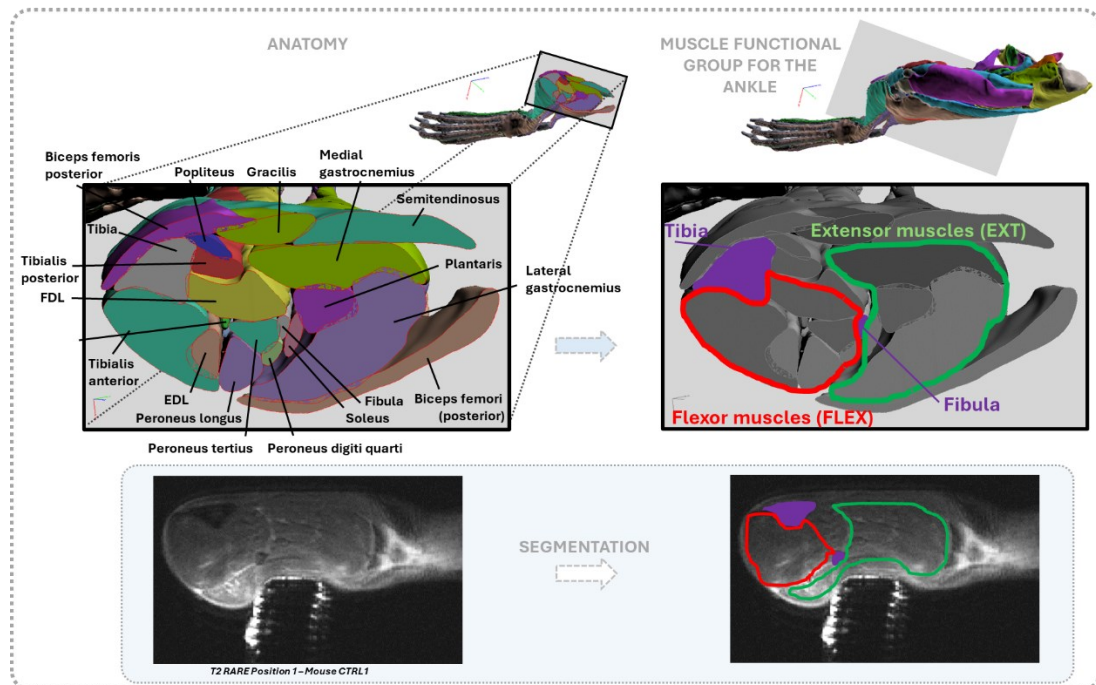 ANATOMY
MUSCLE FUNCTIONAL
GROUP FOR THE
ANKLE
Biceps femoris
posterior
Popliteus
Gracilis
Medial
gastrocnemius
Semitendinosus
Tibia
Tibialis
posterior
FDL
Plantaris
Lateral
gastrocnemius
Tibialis
anterior
EDL
Peroneus longus
Fibula
Soleus
Biceps femori
(posterior)
Peroneus tertius
Peroneus digiti quarti
Tibia
Extensor muscles (EXT)
Fibula
Flexor muscles (FLEX)
SEGMENTATION
T2 RARE Position 1 – Mouse CTRL1